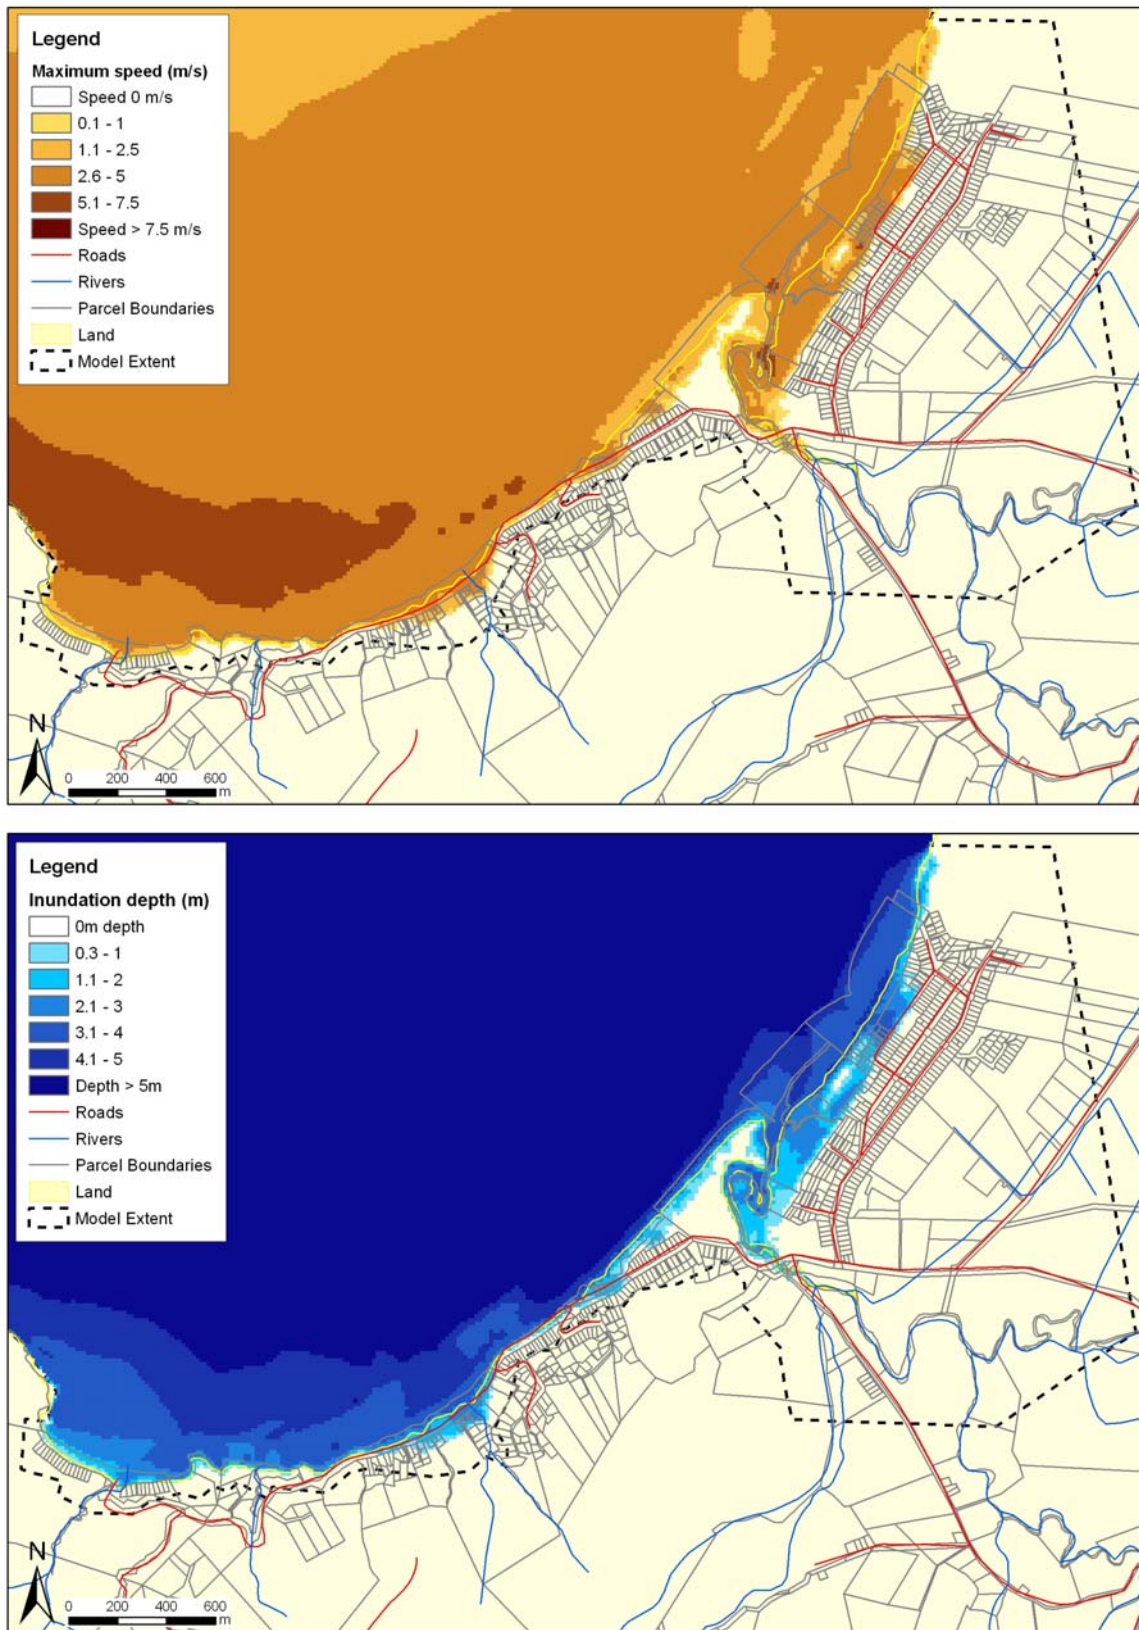 Legend
Maximum speed (m/s)
Speed 0 m/s
0.1 - 1
1.1 - 2.5
2.6 - 5
5.1 - 7.5
Speed > 7.5 m/s
Roads
Rivers
Parcel Boundaries
Land
Model Extent
N
0 200 400 600
m
Legend
Inundation depth (m)
0m depth
0.3 - 1
1.1 - 2
2.1 - 3
3.1 - 4
4.1 - 5
Depth > 5m
Roads
Rivers
Parcel Boundaries
Land
Model Extent
N
0 200 400 600
m